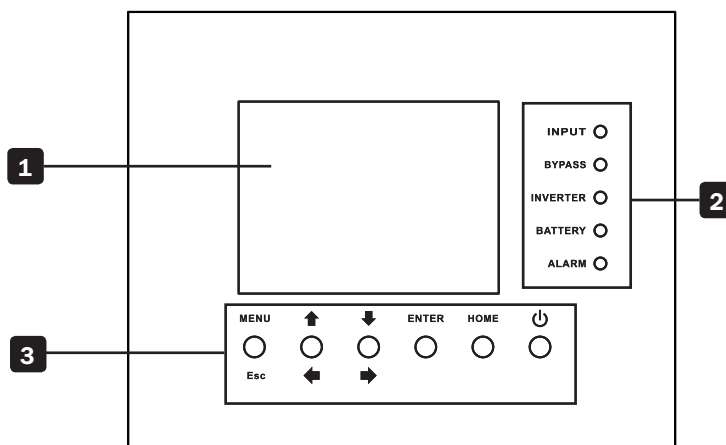 1
INPUT
BYPASS
INVERTER
BATTERY
ALARM
2
MENU ENTER HOME
3
Esc